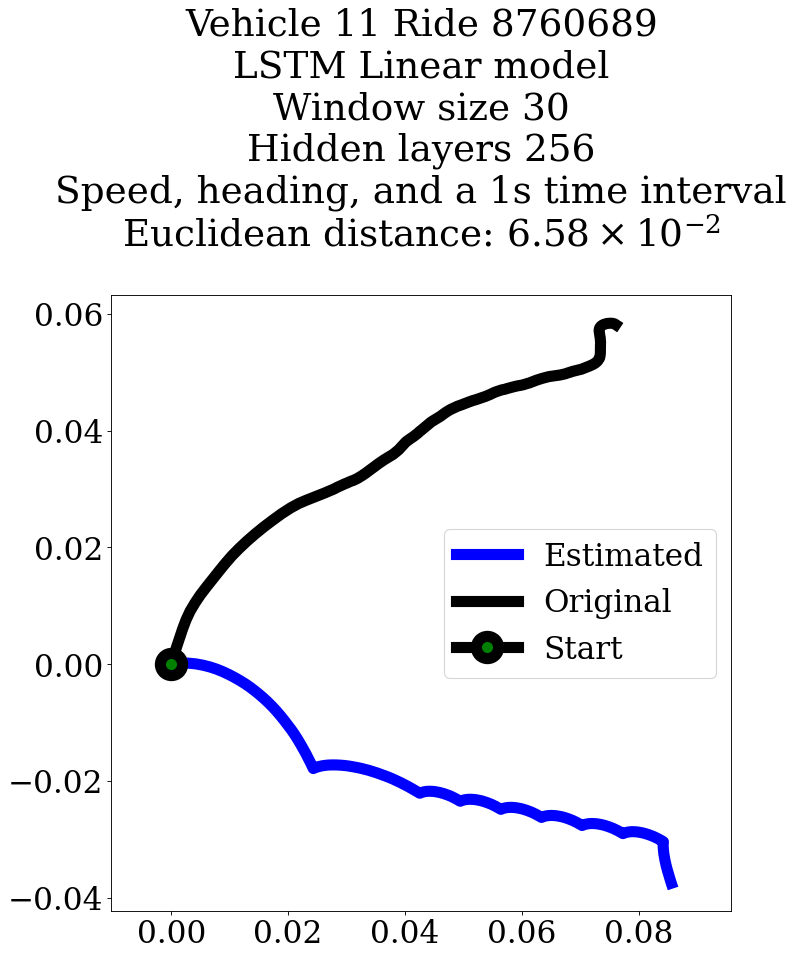 Vehicle 11 Ride 8760689
LSTM Linear model
Window size 30
Hidden layers 256
Speed, heading, and a 1s time interval
Euclidean distance: 6.58 × 10⁻²
0.06
0.04
0.02
0.00
−0.02
−0.04
Estimated
Original
Start
0.00 0.02 0.04 0.06 0.08